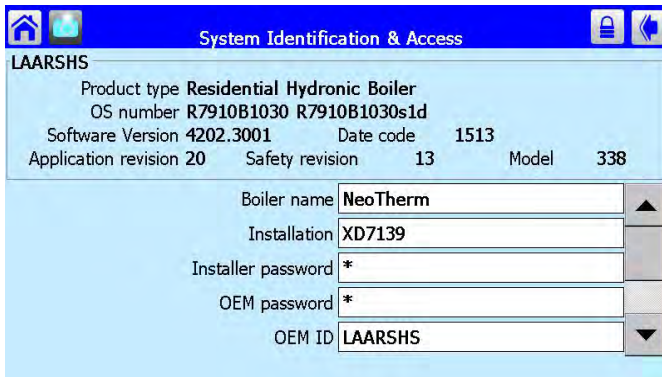 System Identification & Access
LAARSHS
Product type Residential Hydronic Boiler
OS number R7910B1030 R7910B1030s1d
Software Version 4202.3001 Date code 1513
Application revision 20 Safety revision 13 Model 338
Boiler name NeoTherm
Installation XD7139
Installer password *
OEM password *
OEM ID LAARSHS